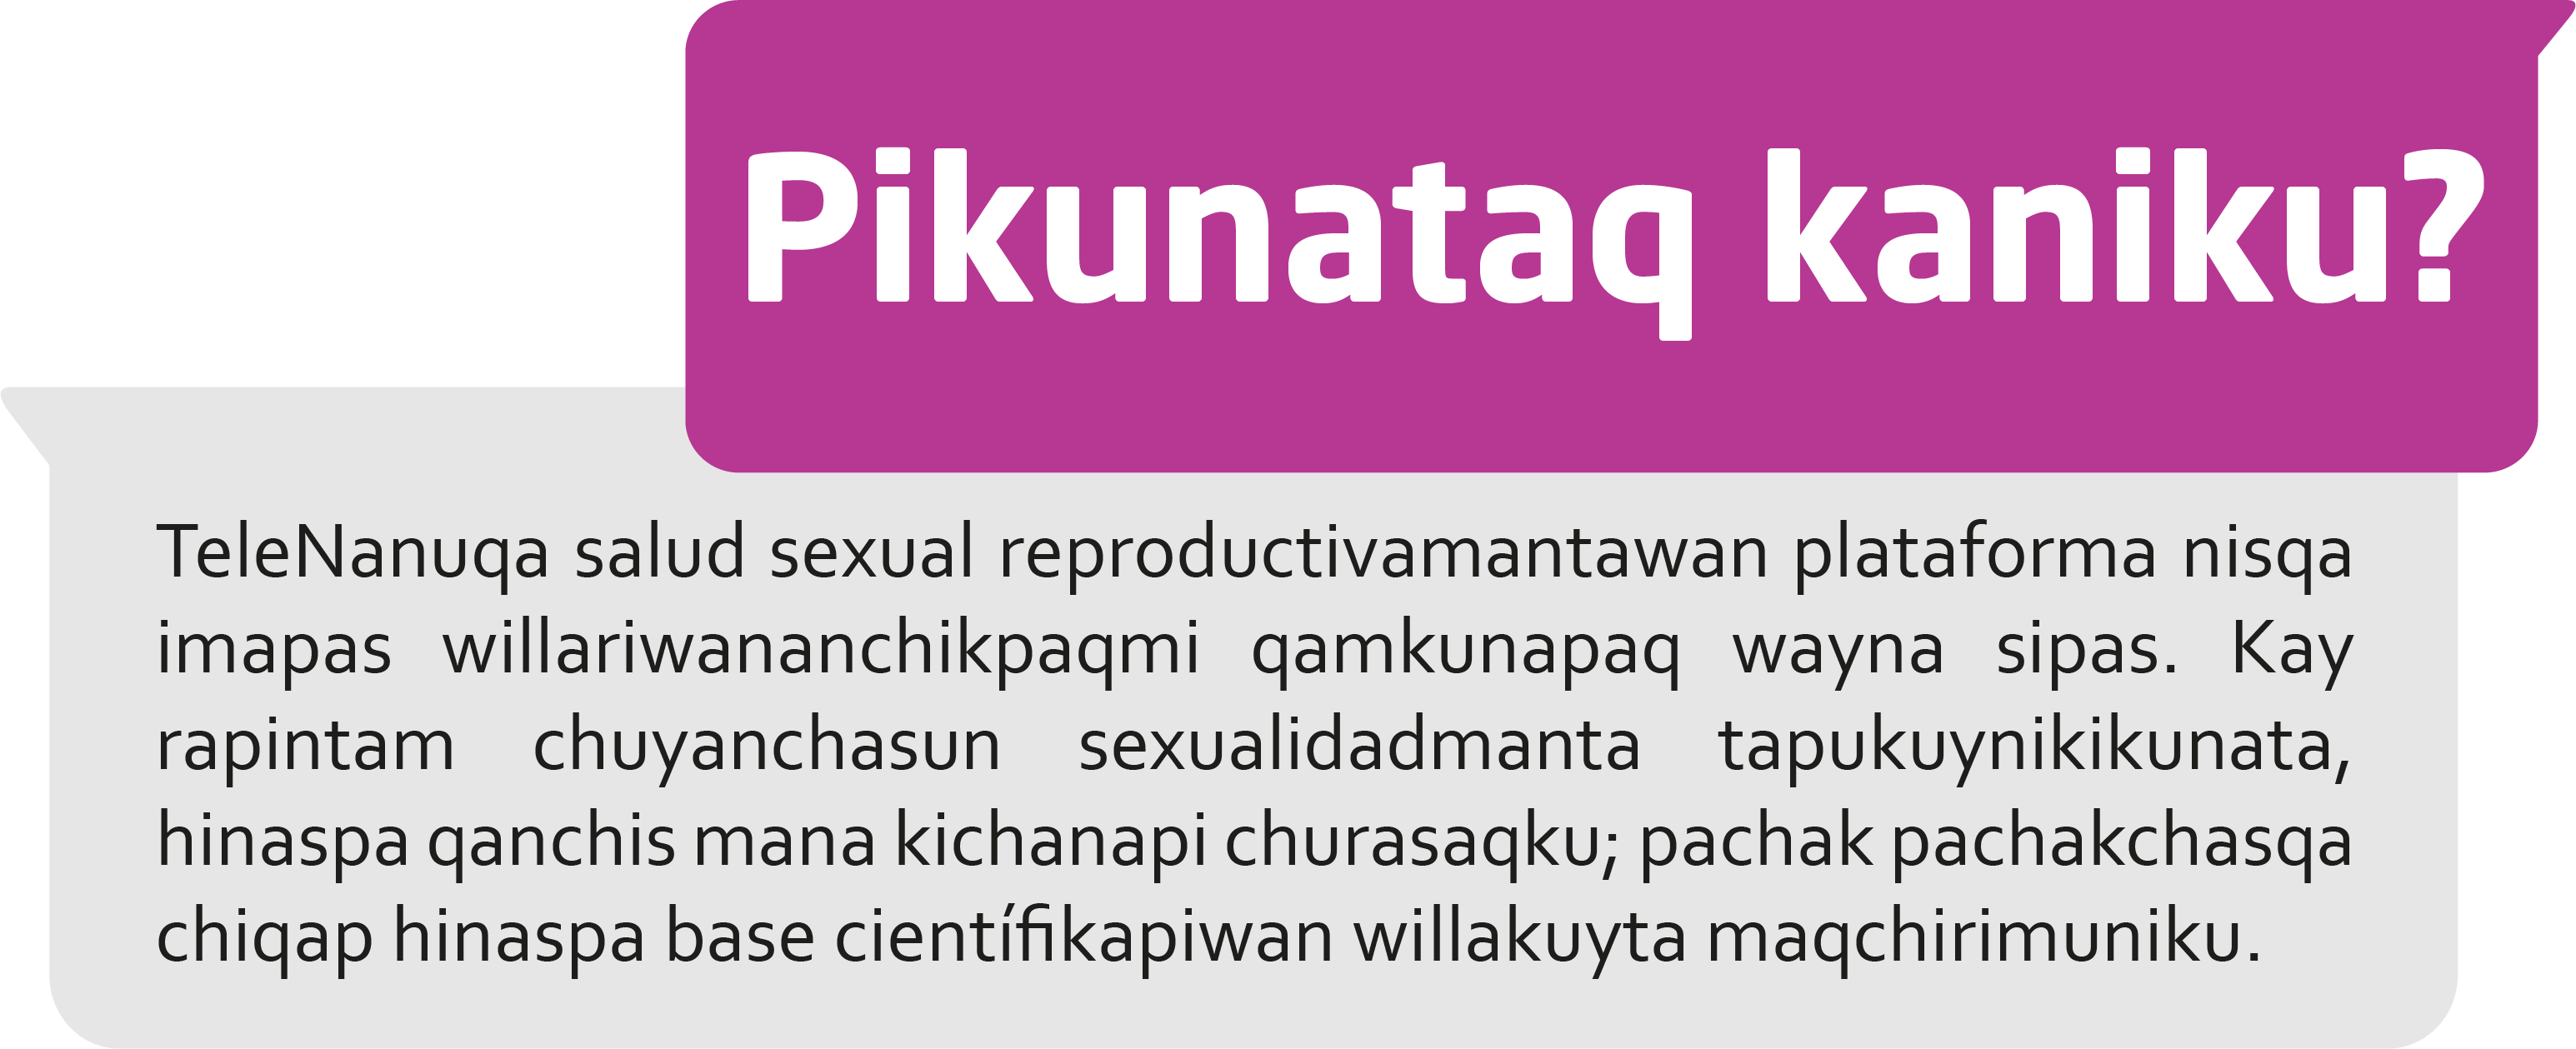 Pikunataq kaniku?
TeleNanuqa salud sexual reproductivamantawan plataforma nisqa
imapas willariwananchikpaqmi qamkunapaq wayna sipas. Kay
rapintam chuyanchasun sexualidadmanta tapukuynikikunata,
hinaspa qanchis mana kichanapi churasaqku; pachak pachakchasqa
chiqap hinaspa base científikapiwan willakuyta maqchirimuniku.